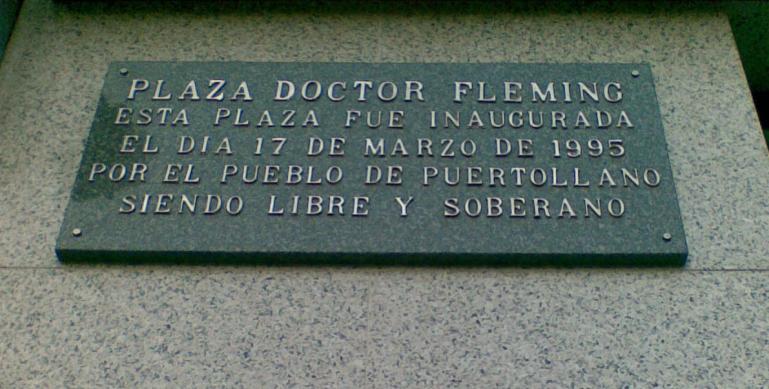 PLAZA DOCTOR FLEMING
ESTA PLAZA FUE INAUGURADA
EL DIA 17 DE MARZO DE 1995
POR EL PUEBLO DE PUERTOLLANO
SIENDO LIBRE Y SOBERANO